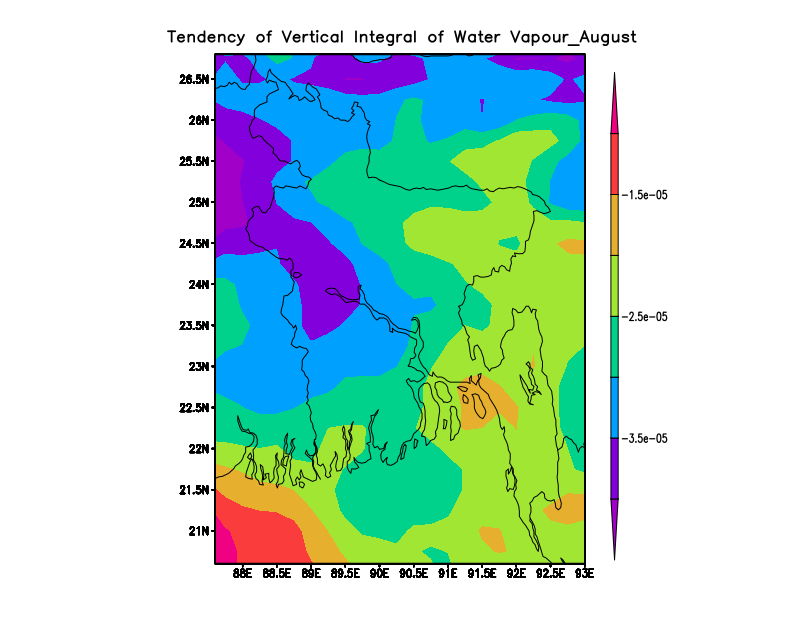 Tendency of Vertical Integral of Water Vapour_August
26.5N
26N
25.5N
25N
24.5N
24N
23.5N
23N
22.5N
22N
21.5N
21N
88E 88.5E 89E 89.5E 90E 90.5E 91E 91.5E 92E 92.5E 93E
-1.5e-05
-2.5e-05
-3.5e-05